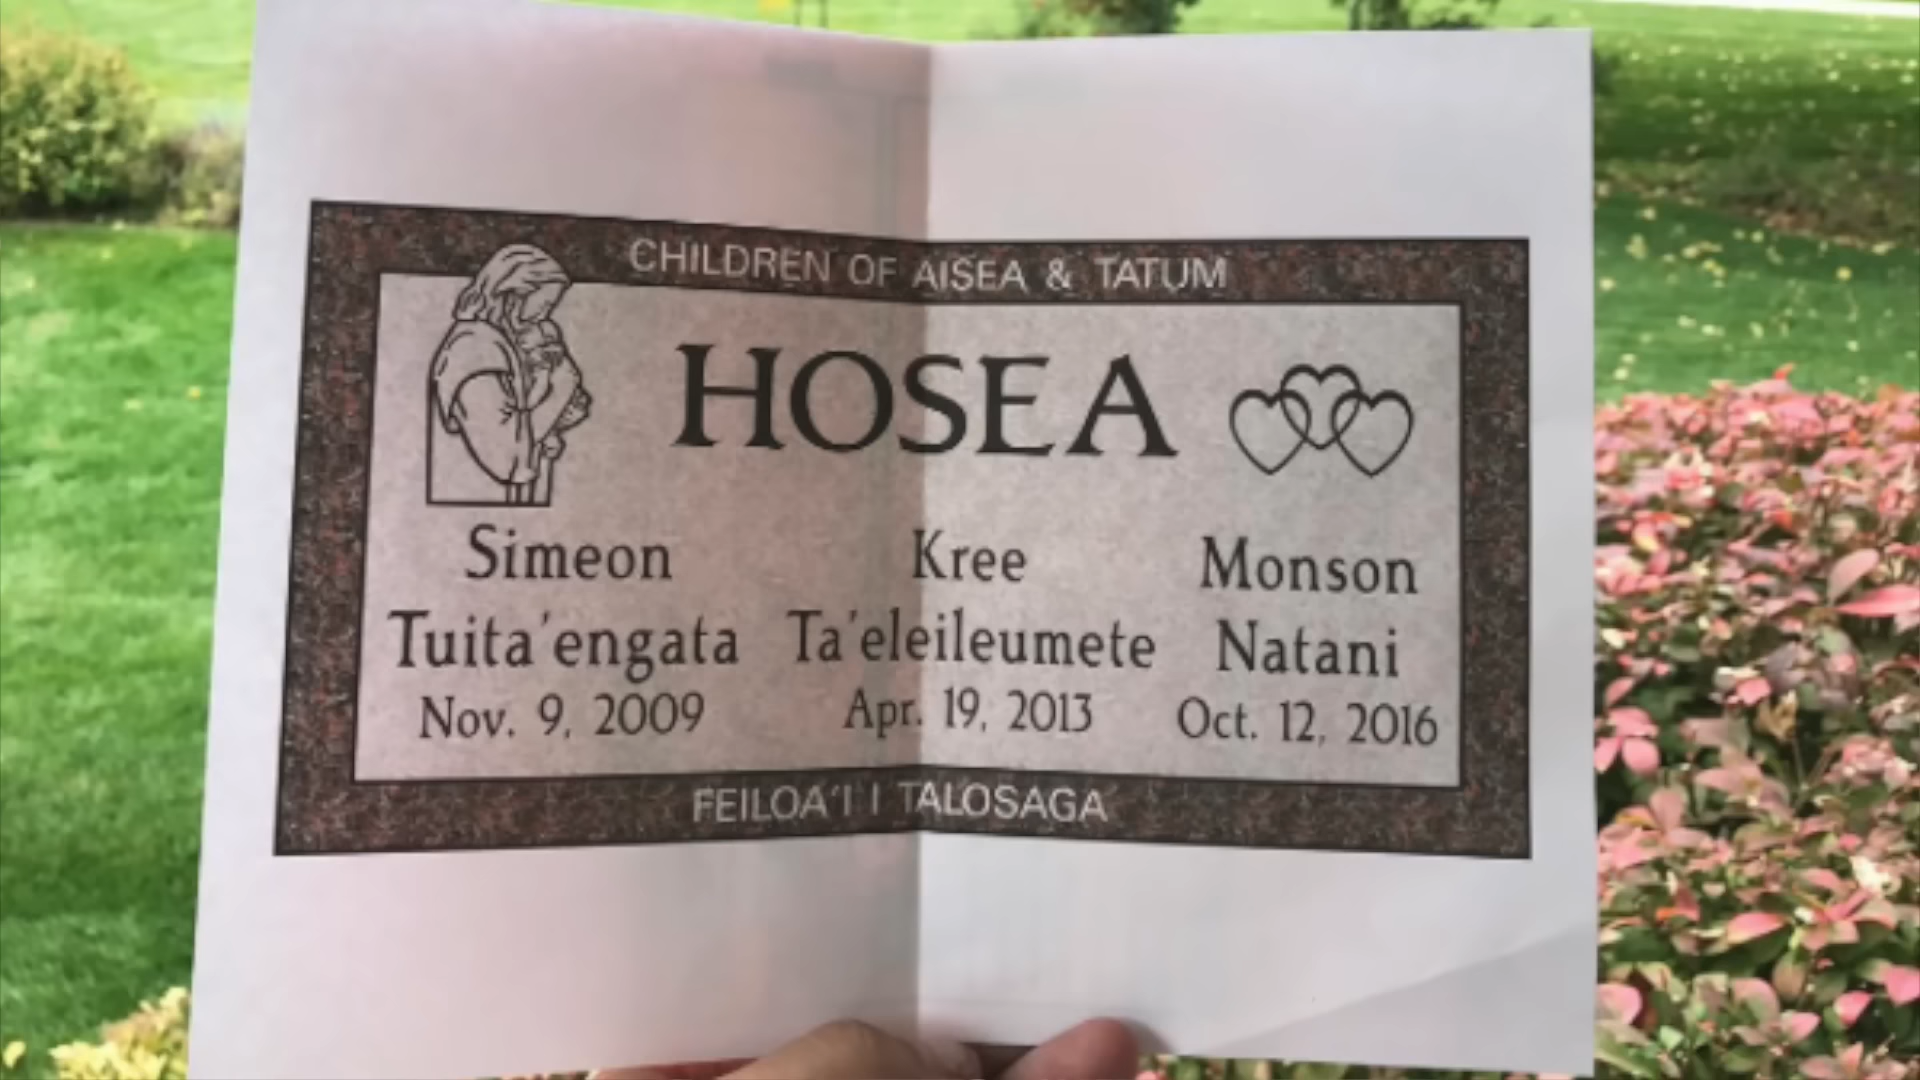 CHILDREN OF AISEA & TATUM
HOSEA
Simeon Kree Monson
Tuita'engata Ta'eleileumete Natani
Nov. 9, 2009 Apr. 19, 2013 Oct. 12, 2016
FEILOA'I I TALOSAGA